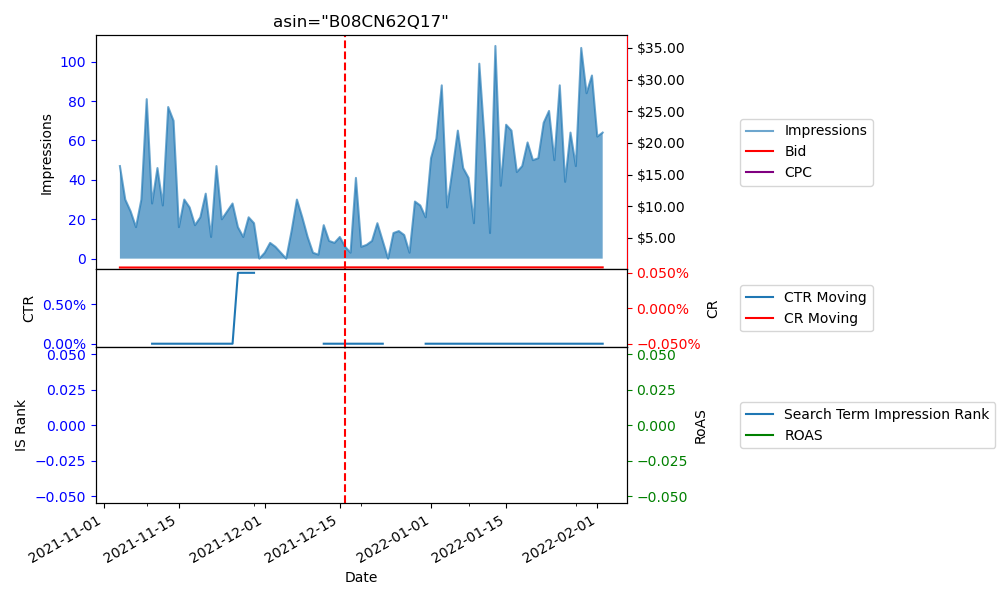 asin="B08CN62Q17"
Impressions
100
80
60
40
20
0
$35.00
$30.00
$25.00
$20.00
$15.00
$10.00
$5.00
Impressions
Bid
CPC
CTR
0.50%
0.00%
0.050%
0.000%
−0.050%
CR
CTR Moving
CR Moving
IS Rank
0.050
0.025
0.000
−0.025
−0.050
0.050
0.025
0.000
−0.025
−0.050
RoAS
Search Term Impression Rank
ROAS
2021-11-01
2021-11-15
2021-12-01
2021-12-15
2022-01-01
2022-01-15
2022-02-01
Date